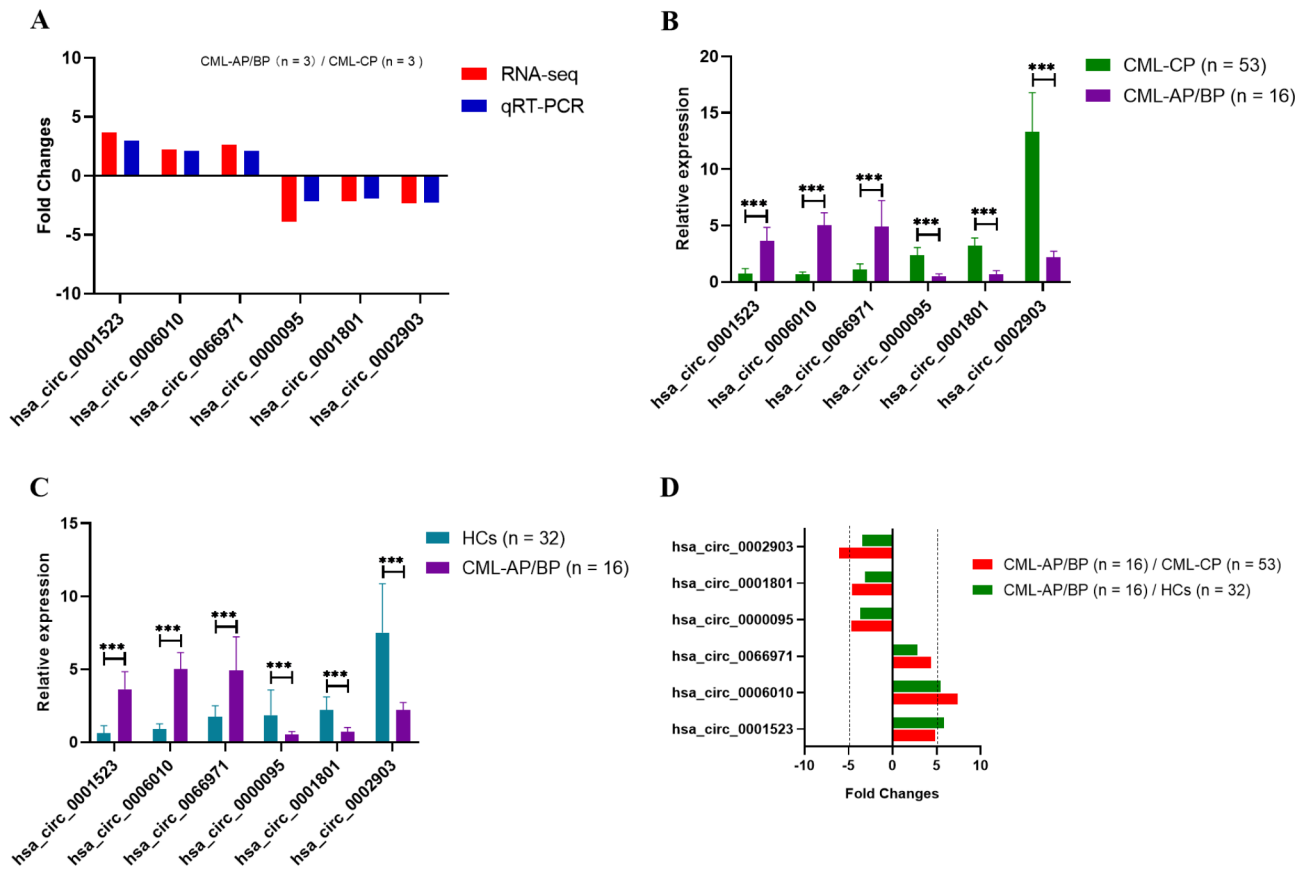 A
CML-AP/BP (n = 3) / CML-CP (n = 3 )
RNA-seq
qRT-PCR
Fold Changes
10
5
0
-5
-10
hsa_circ_0001523
hsa_circ_0006010
hsa_circ_0066971
hsa_circ_0000095
hsa_circ_0001801
hsa_circ_0002903
B
CML-CP (n = 53)
CML-AP/BP (n = 16)
Relative expression
20
15
10
5
0
***
***
***
***
***
***
hsa_circ_0001523
hsa_circ_0006010
hsa_circ_0066971
hsa_circ_0000095
hsa_circ_0001801
hsa_circ_0002903
C
HCs (n = 32)
CML-AP/BP (n = 16)
Relative expression
15
10
5
0
***
***
***
***
***
***
hsa_circ_0001523
hsa_circ_0006010
hsa_circ_0066971
hsa_circ_0000095
hsa_circ_0001801
hsa_circ_0002903
D
hsa_circ_0002903
hsa_circ_0001801
hsa_circ_0000095
hsa_circ_0066971
hsa_circ_0006010
hsa_circ_0001523
CML-AP/BP (n = 16) / CML-CP (n = 53)
CML-AP/BP (n = 16) / HCs (n = 32)
-10 -5 0 5 10
Fold Changes